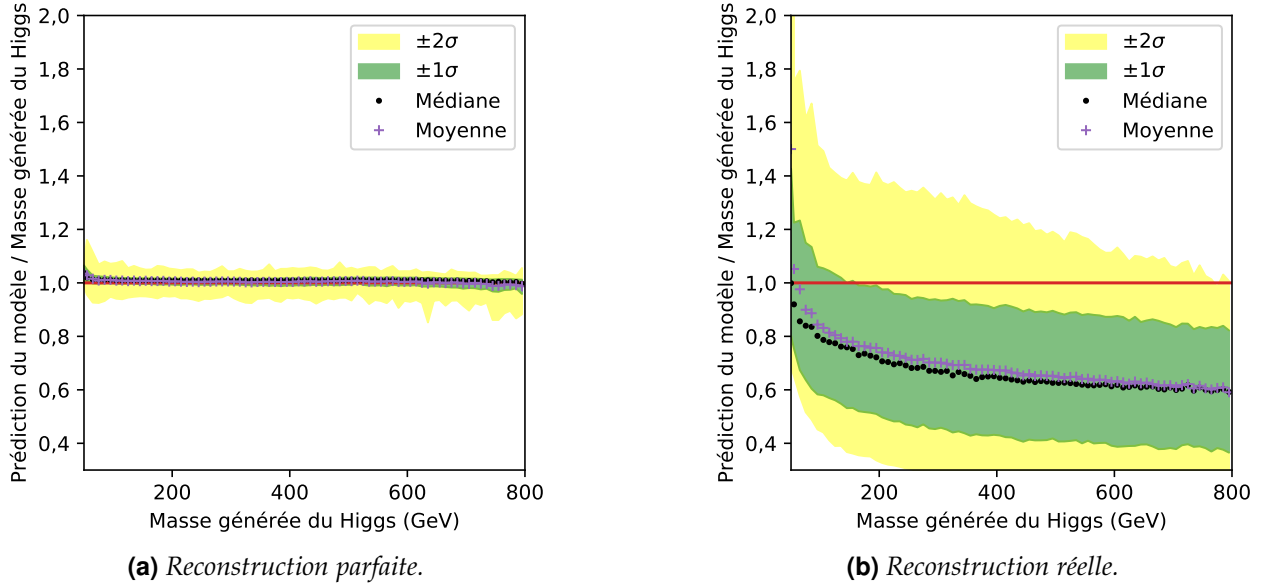 2,0
1,8
1,6
1,4
1,2
1,0
0,8
0,6
0,4
200
400
600
800
Prédiction du modèle / Masse générée du Higgs
Masse générée du Higgs (GeV)
±2σ
±1σ
Médiane
Moyenne
(a) Reconstruction parfaite.
2,0
1,8
1,6
1,4
1,2
1,0
0,8
0,6
0,4
200
400
600
800
Prédiction du modèle / Masse générée du Higgs
Masse générée du Higgs (GeV)
±2σ
±1σ
Médiane
Moyenne
(b) Reconstruction réelle.